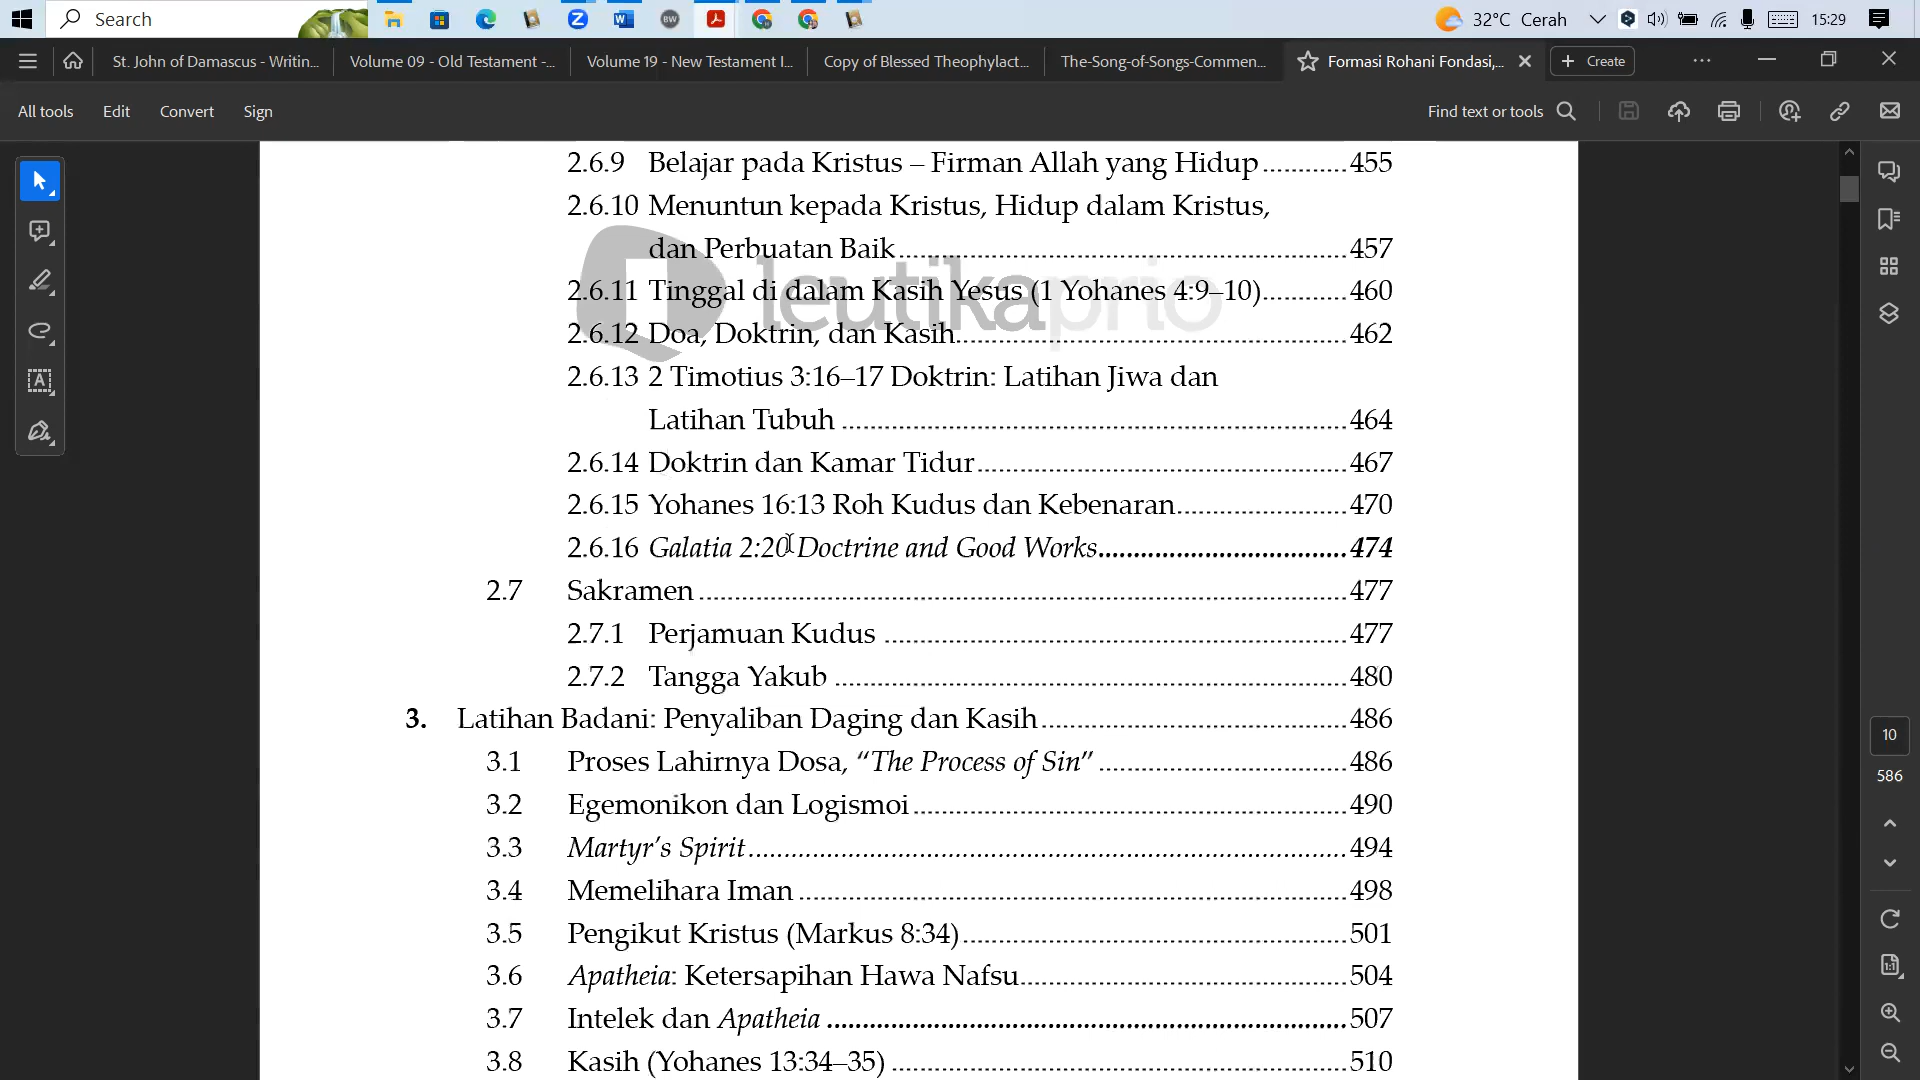 Search
32°C Cerah
15:29
St. John of Damascus - Writin...
Volume 09 - Old Testament -...
Volume 19 - New Testament I...
Copy of Blessed Theophylact...
The-Song-of-Songs-Commen...
Formasi Rohani Fondasi,...
Create
All tools
Edit
Convert
Sign
Find text or tools
2.6.9 Belajar pada Kristus – Firman Allah yang Hidup 455
2.6.10 Menuntun kepada Kristus, Hidup dalam Kristus,
dan Perbuatan Baik 457
2.6.11 Tinggal di dalam Kasih Yesus (1 Yohanes 4:9–10) 460
leutikaprio
2.6.12 Doa, Doktrin, dan Kasih 462
2.6.13 2 Timotius 3:16–17 Doktrin: Latihan Jiwa dan
Latihan Tubuh 464
2.6.14 Doktrin dan Kamar Tidur 467
2.6.15 Yohanes 16:13 Roh Kudus dan Kebenaran 470
2.6.16 Galatia 2:20 Doctrine and Good Works 474
2.7 Sakramen 477
2.7.1 Perjamuan Kudus 477
2.7.2 Tangga Yakub 480
3. Latihan Badani: Penyaliban Daging dan Kasih 486
3.1 Proses Lahirnya Dosa, “The Process of Sin” 486
3.2 Egemonikon dan Logismoi 490
3.3 Martyr’s Spirit 494
3.4 Memelihara Iman 498
3.5 Pengikut Kristus (Markus 8:34) 501
3.6 Apatheia: Ketersapihan Hawa Nafsu 504
3.7 Intelek dan Apatheia 507
3.8 Kasih (Yohanes 13:34–35) 510
10
586
BW